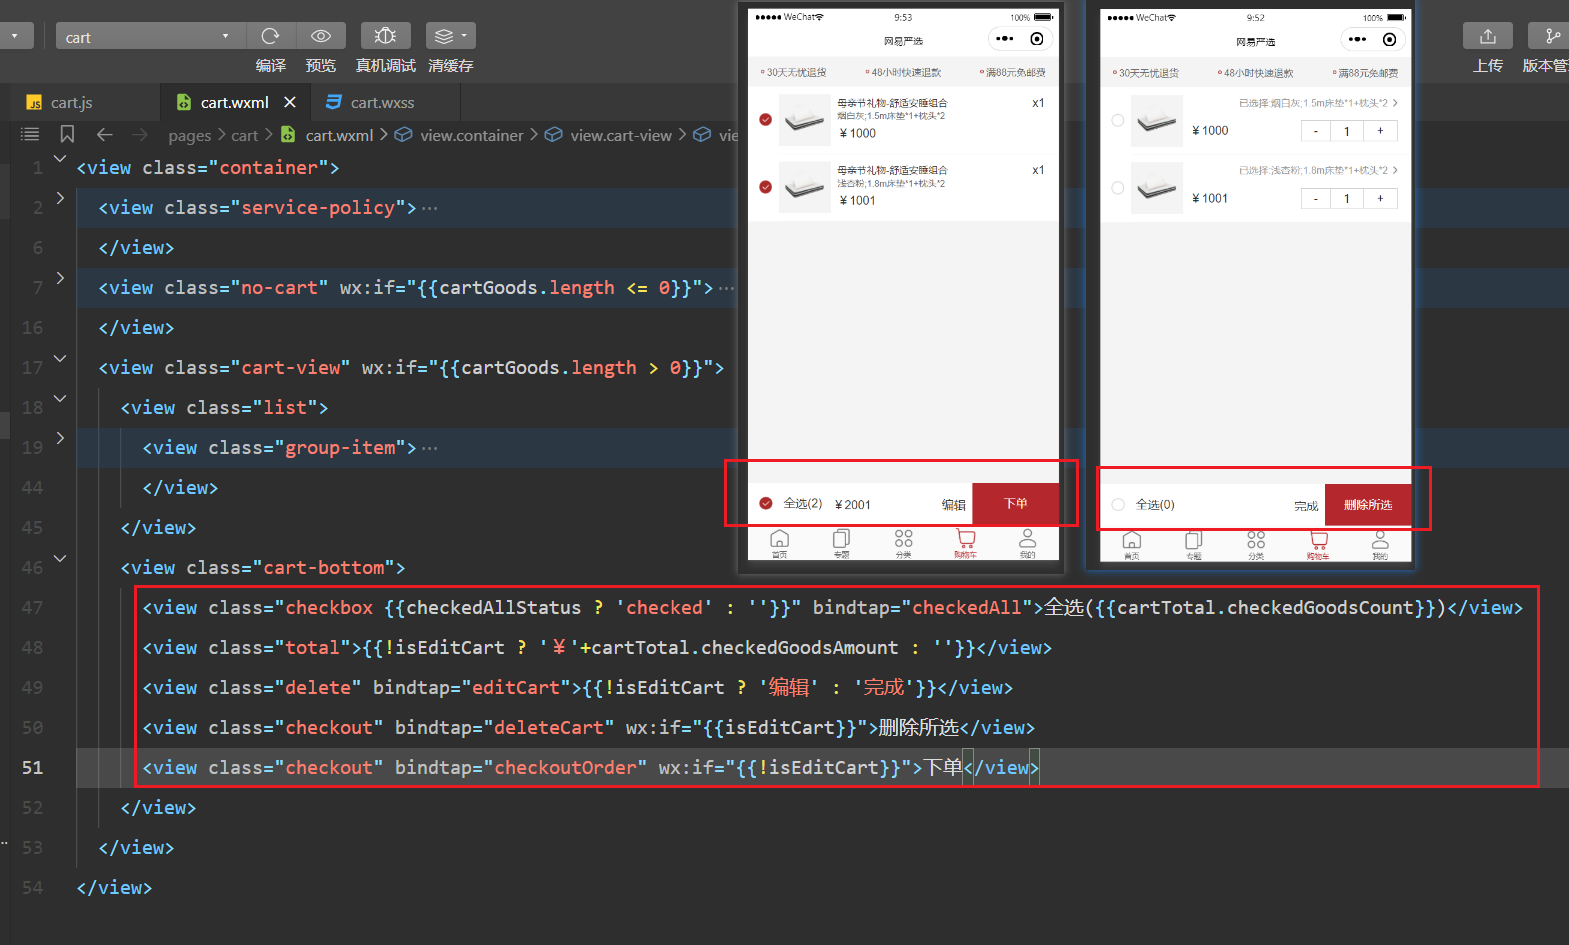 cart
编译
预览
真机调试
清缓存
上传
版本管
cart.js
cart.wxml
cart.wxss
pages > cart > cart.wxml > view.container > view.cart-view > vie
1 <view class="container">
2 <view class="service-policy">···
6 </view>
7 <view class="no-cart" wx:if="{{cartGoods.length <= 0}}">···
16 </view>
17 <view class="cart-view" wx:if="{{cartGoods.length > 0}}">
18 <view class="list">
19 <view class="group-item">···
44 </view>
45 </view>
46 <view class="cart-bottom">
47 <view class="checkbox {{checkedAllStatus ? 'checked' : ''}}" bindtap="checkedAll">全选({{cartTotal.checkedGoodsCount}})</view>
48 <view class="total">{{!isEditCart ? '¥'+cartTotal.checkedGoodsAmount : ''}}</view>
49 <view class="delete" bindtap="editCart">{{!isEditCart ? '编辑' : '完成'}}</view>
50 <view class="checkout" bindtap="deleteCart" wx:if="{{isEditCart}}">删除所选</view>
51 <view class="checkout" bindtap="checkoutOrder" wx:if="{{!isEditCart}}">下单</view>
52 </view>
53 </view>
54 </view>
WeChat 9:53 100%
网易严选
30天无忧退货 48小时快速退款 满88元免邮费
母亲节礼物-舒适安睡组合 x1
烟白灰;1.5m床垫*1+枕头*2
¥1000
母亲节礼物-舒适安睡组合 x1
浅杏粉;1.8m床垫*1+枕头*2
¥1001
全选(2) ¥2001 编辑 下单
首页 专题 分类 购物车 我的
WeChat 9:52 100%
网易严选
30天无忧退货 48小时快速退款 满88元免邮费
已选择:烟白灰;1.5m床垫*1+枕头*2 >
¥1000 - 1 +
已选择:浅杏粉;1.8m床垫*1+枕头*2 >
¥1001 - 1 +
全选(0) 完成 删除所选
首页 专题 分类 购物车 我的